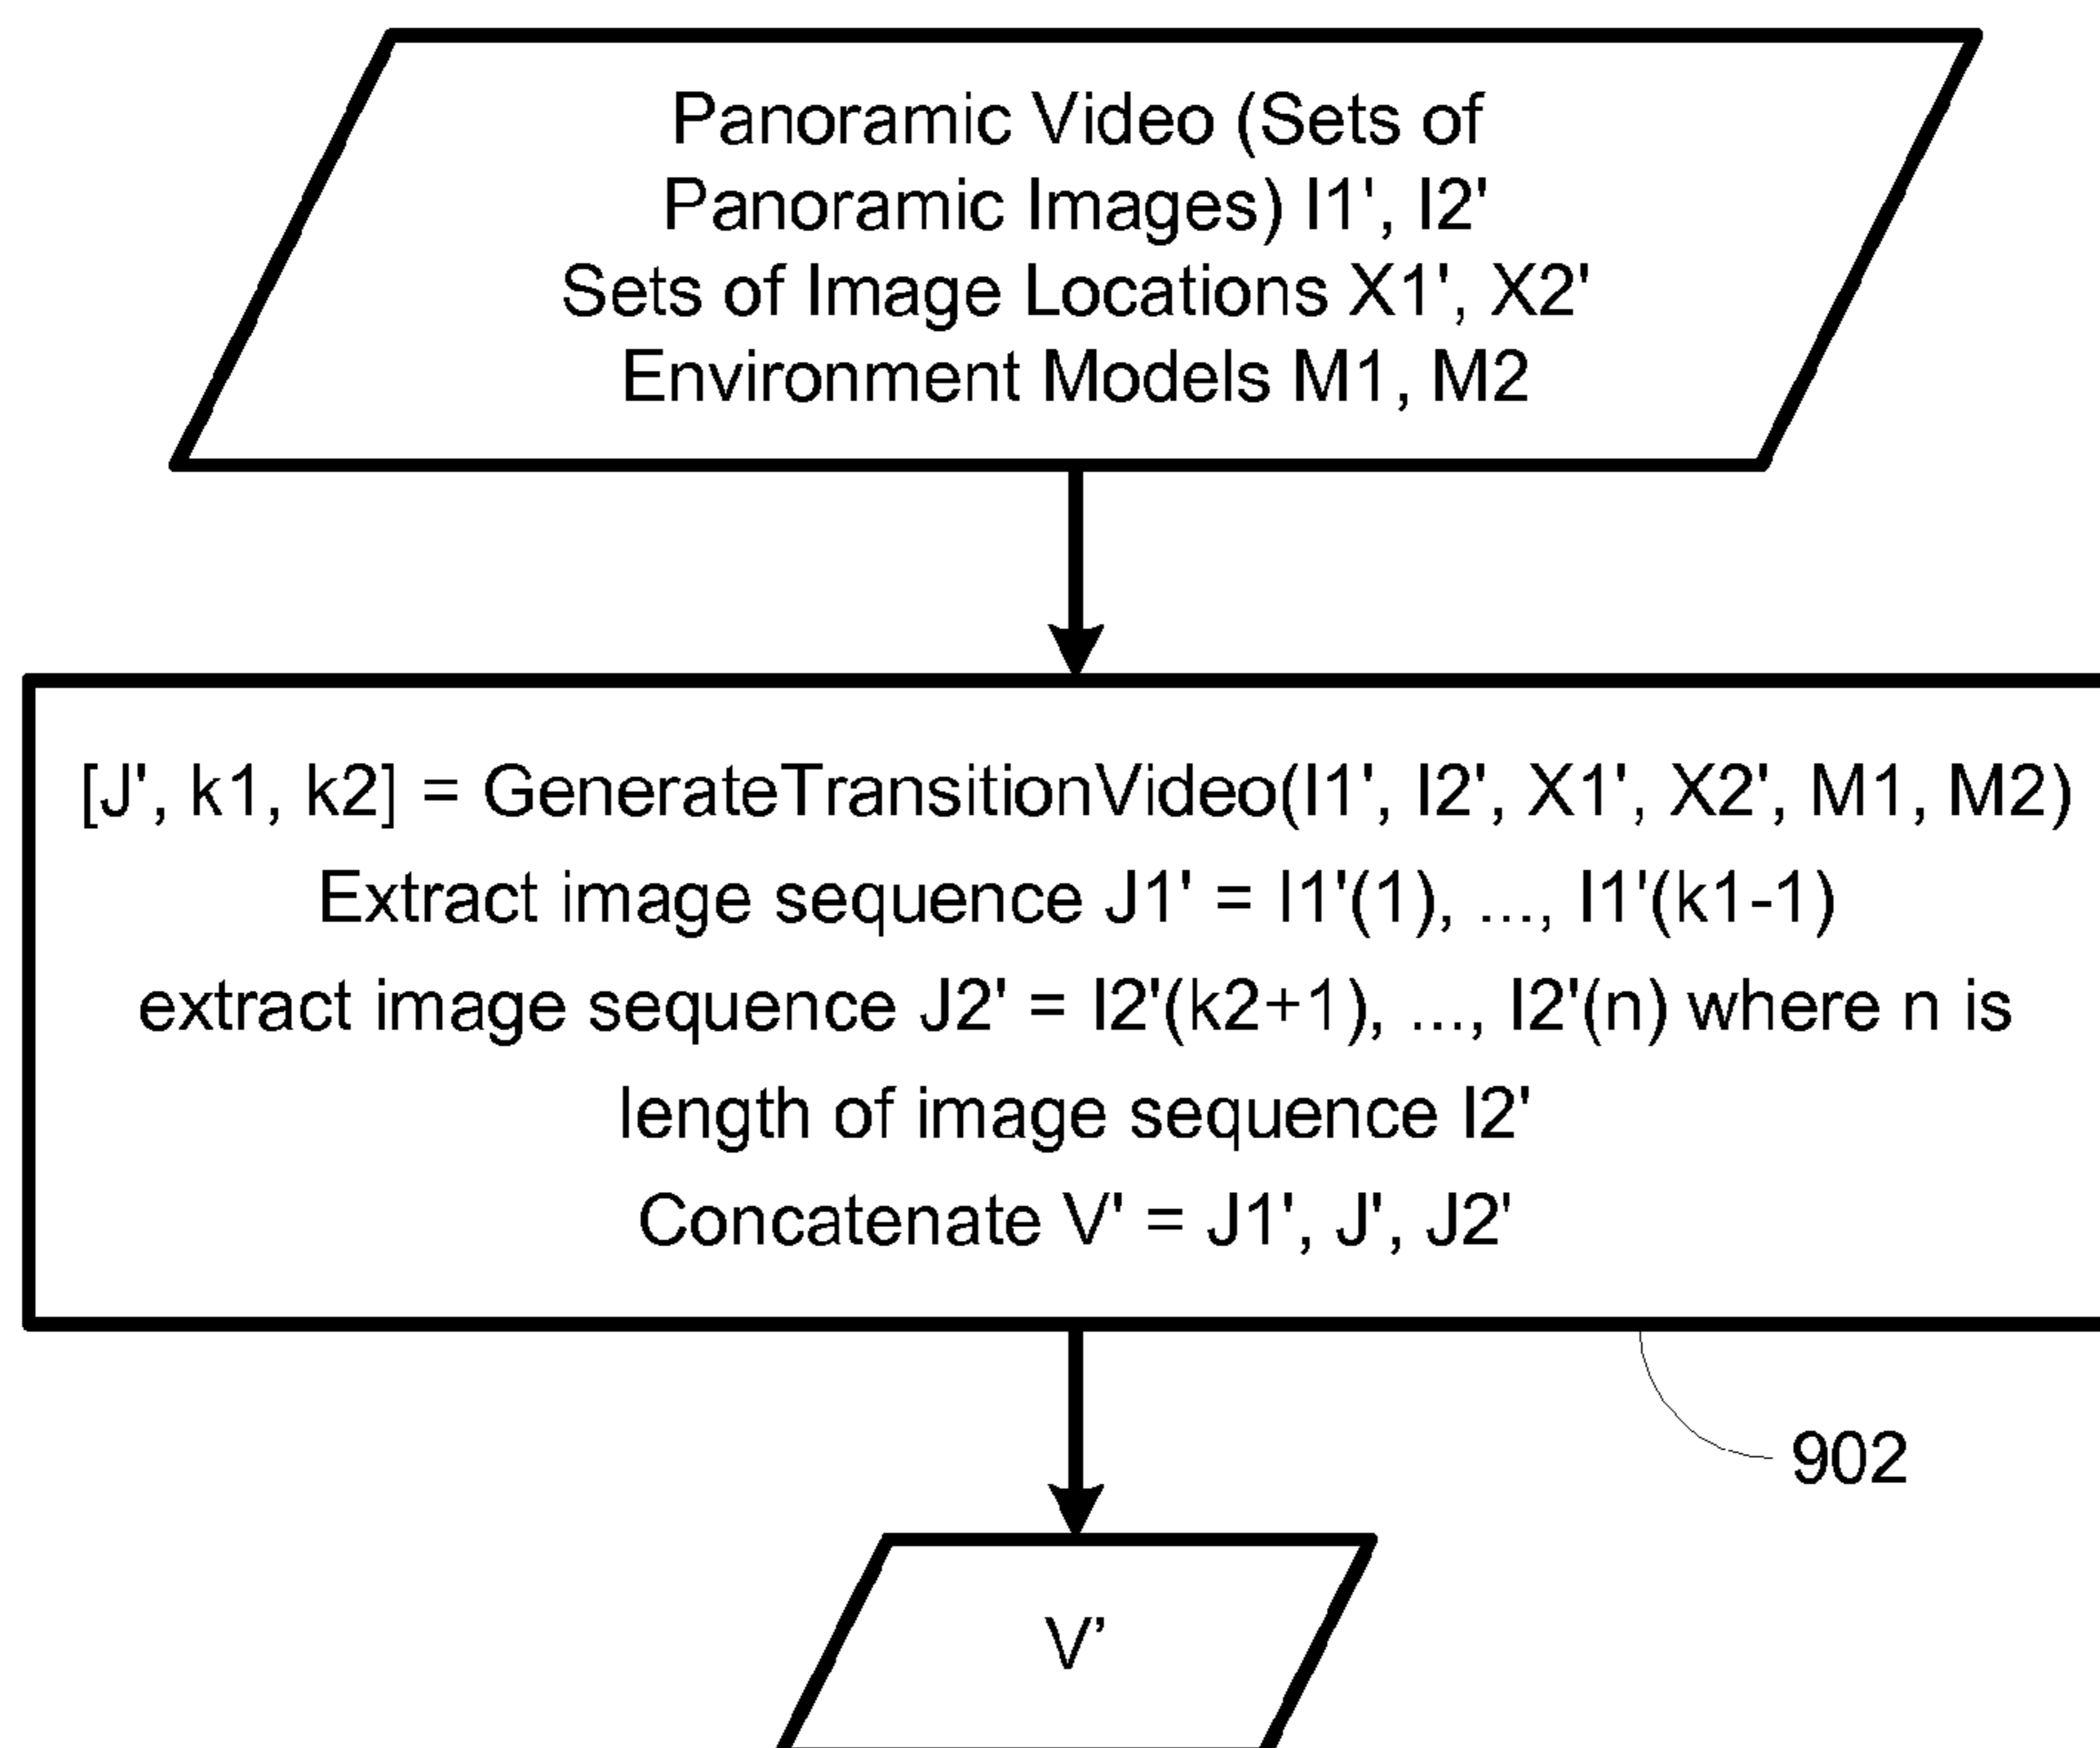 Panoramic Video (Sets of
Panoramic Images) I1', I2'
Sets of Image Locations X1', X2'
Environment Models M1, M2
[J', k1, k2] = GenerateTransitionVideo(I1', I2', X1', X2', M1, M2)
Extract image sequence J1' = I1'(1), ..., I1'(k1-1)
extract image sequence J2' = I2'(k2+1), ..., I2'(n) where n is
length of image sequence I2'
Concatenate V' = J1', J', J2'
902
V’